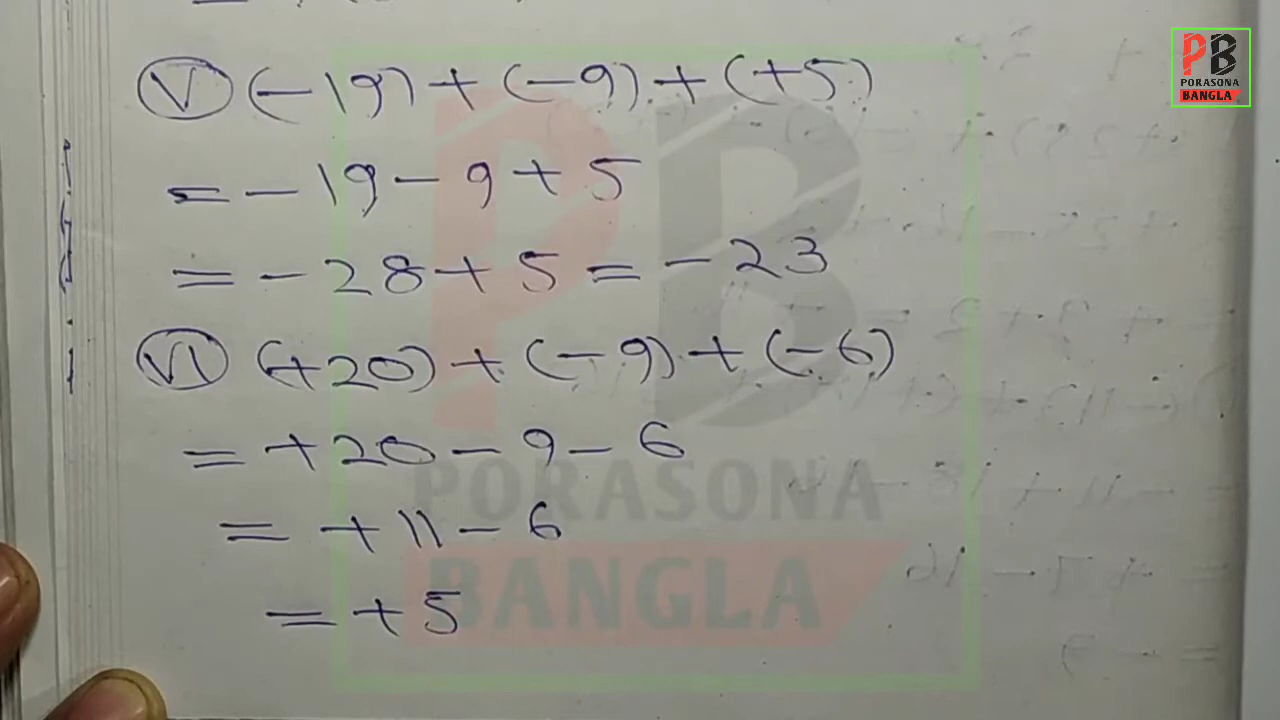 PB
PORASONA
BANGLA
(V) (-19) + (-9) + (+5)
= -19 - 9 + 5
= -28 + 5 = -23
(VI) (+20) + (-9) + (-6)
= +20 - 9 - 6
= +11 - 6
= +5
PB
PORASONA
BANGLA